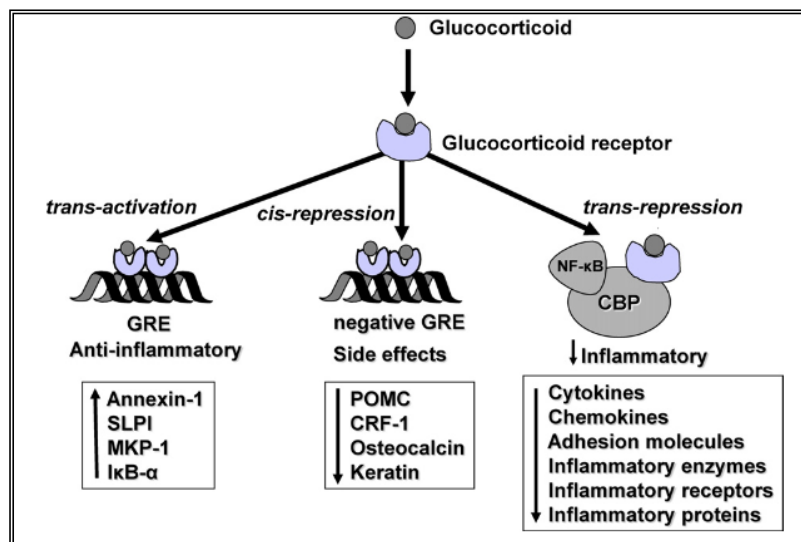 Glucocorticoid
Glucocorticoid receptor
trans-activation
cis-repression
trans-repression
NF-κB
CBP
GRE
Anti-inflammatory
negative GRE
Side effects
Inflammatory
Annexin-1
SLPI
MKP-1
IκB-α
POMC
CRF-1
Osteocalcin
Keratin
Cytokines
Chemokines
Adhesion molecules
Inflammatory enzymes
Inflammatory receptors
Inflammatory proteins